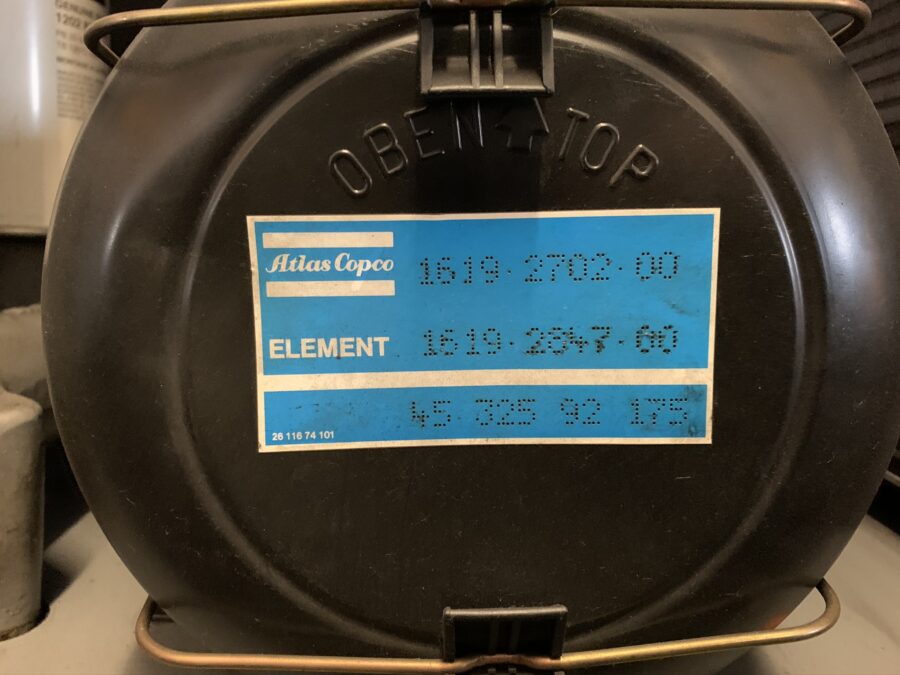 1202
OBEN TOP
Atlas Copco
1619·2702·00
ELEMENT 1619·2847·00
45 325 92 175
26 116 74 101